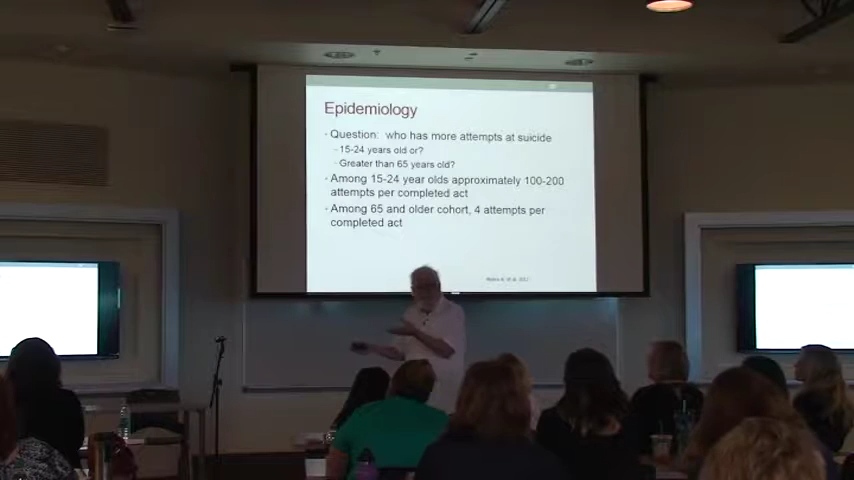 Epidemiology
· Question: who has more attempts at suicide
- 15-24 years old or?
- Greater than 65 years old?
· Among 15-24 year olds approximately 100-200
attempts per completed act
· Among 65 and older cohort, 4 attempts per
completed act